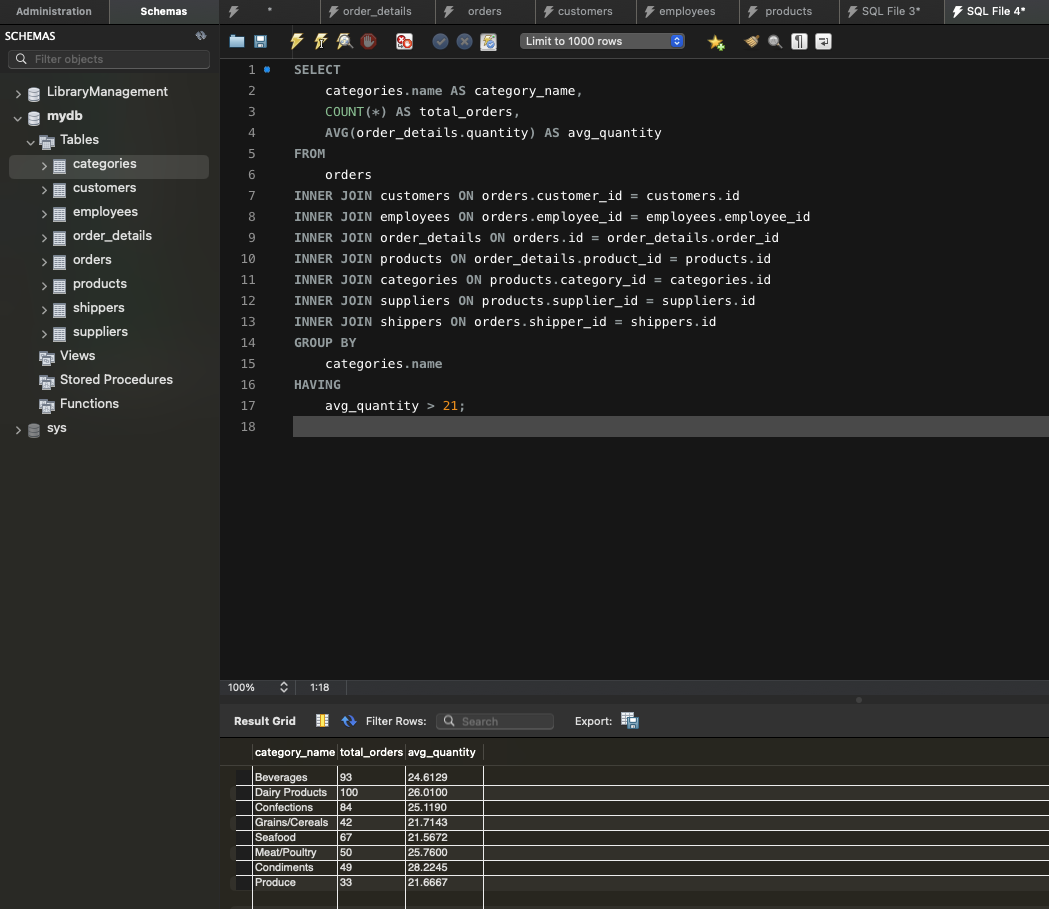 Administration Schemas * order_details orders customers employees products SQL File 3* SQL File 4*
SCHEMAS
Filter objects
Limit to 1000 rows
LibraryManagement
mydb
Tables
categories
customers
employees
order_details
orders
products
shippers
suppliers
Views
Stored Procedures
Functions
sys
1 SELECT
2 categories.name AS category_name,
3 COUNT(*) AS total_orders,
4 AVG(order_details.quantity) AS avg_quantity
5 FROM
6 orders
7 INNER JOIN customers ON orders.customer_id = customers.id
8 INNER JOIN employees ON orders.employee_id = employees.employee_id
9 INNER JOIN order_details ON orders.id = order_details.order_id
10 INNER JOIN products ON order_details.product_id = products.id
11 INNER JOIN categories ON products.category_id = categories.id
12 INNER JOIN suppliers ON products.supplier_id = suppliers.id
13 INNER JOIN shippers ON orders.shipper_id = shippers.id
14 GROUP BY
15 categories.name
16 HAVING
17 avg_quantity > 21;
18
100% 1:18
Result Grid Filter Rows: Search Export:
category_name total_orders avg_quantity
Beverages 93 24.6129
Dairy Products 100 26.0100
Confections 84 25.1190
Grains/Cereals 42 21.7143
Seafood 67 21.5672
Meat/Poultry 50 25.7600
Condiments 49 28.2245
Produce 33 21.6667